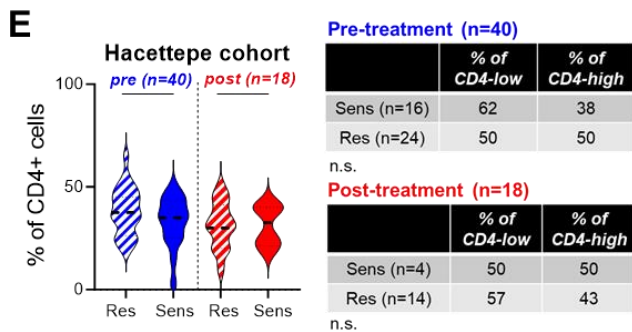 E
Hacettepe cohort
pre (n=40) post (n=18)
% of CD4+ cells
100
50
0
Res Sens Res Sens
Pre-treatment (n=40)
% of CD4-low % of CD4-high
Sens (n=16) 62 38
Res (n=24) 50 50
n.s.
Post-treatment (n=18)
% of CD4-low % of CD4-high
Sens (n=4) 50 50
Res (n=14) 57 43
n.s.